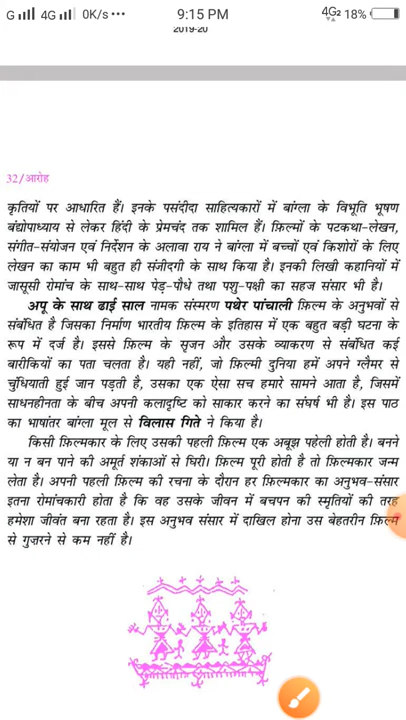 G 4G 0K/s ••• 9:15 PM 4G2 18%
2019-20
32/आरोह
कृतियों पर आधारित हैं। इनके पसंदीदा साहित्यकारों में बांग्ला के विभूति भूषण
बंद्योपाध्याय से लेकर हिंदी के प्रेमचंद तक शामिल हैं। फ़िल्मों के पटकथा-लेखन,
संगीत-संयोजन एवं निर्देशन के अलावा राय ने बांग्ला में बच्चों एवं किशोरों के लिए
लेखन का काम भी बहुत ही संजीदगी के साथ किया है। इनकी लिखी कहानियों में
जासूसी रोमांच के साथ-साथ पेड़-पौधे तथा पशु-पक्षी का सहज संसार भी है।
अपू के साथ ढाई साल नामक संस्मरण पथेर पांचाली फ़िल्म के अनुभवों से
संबंधित है जिसका निर्माण भारतीय फ़िल्म के इतिहास में एक बहुत बड़ी घटना के
रूप में दर्ज है। इससे फ़िल्म के सृजन और उसके व्याकरण से संबंधित कई
बारीकियों का पता चलता है। यही नहीं, जो फ़िल्मी दुनिया हमें अपने ग्लैमर से
चुँधियाती हुई जान पड़ती है, उसका एक ऐसा सच हमारे सामने आता है, जिसमें
साधनहीनता के बीच अपनी कलादृष्टि को साकार करने का संघर्ष भी है। इस पाठ
का भाषांतर बांग्ला मूल से विलास गिते ने किया है।
किसी फ़िल्मकार के लिए उसकी पहली फ़िल्म एक अबूझ पहेली होती है। बनने
या न बन पाने की अमूर्त शंकाओं से घिरी। फ़िल्म पूरी होती है तो फ़िल्मकार जन्म
लेता है। अपनी पहली फ़िल्म की रचना के दौरान हर फ़िल्मकार का अनुभव-संसार
इतना रोमांचकारी होता है कि वह उसके जीवन में बचपन की स्मृतियों की तरह
हमेशा जीवंत बना रहता है। इस अनुभव संसार में दाखिल होना उस बेहतरीन फ़िल्म
से गुज़रने से कम नहीं है।